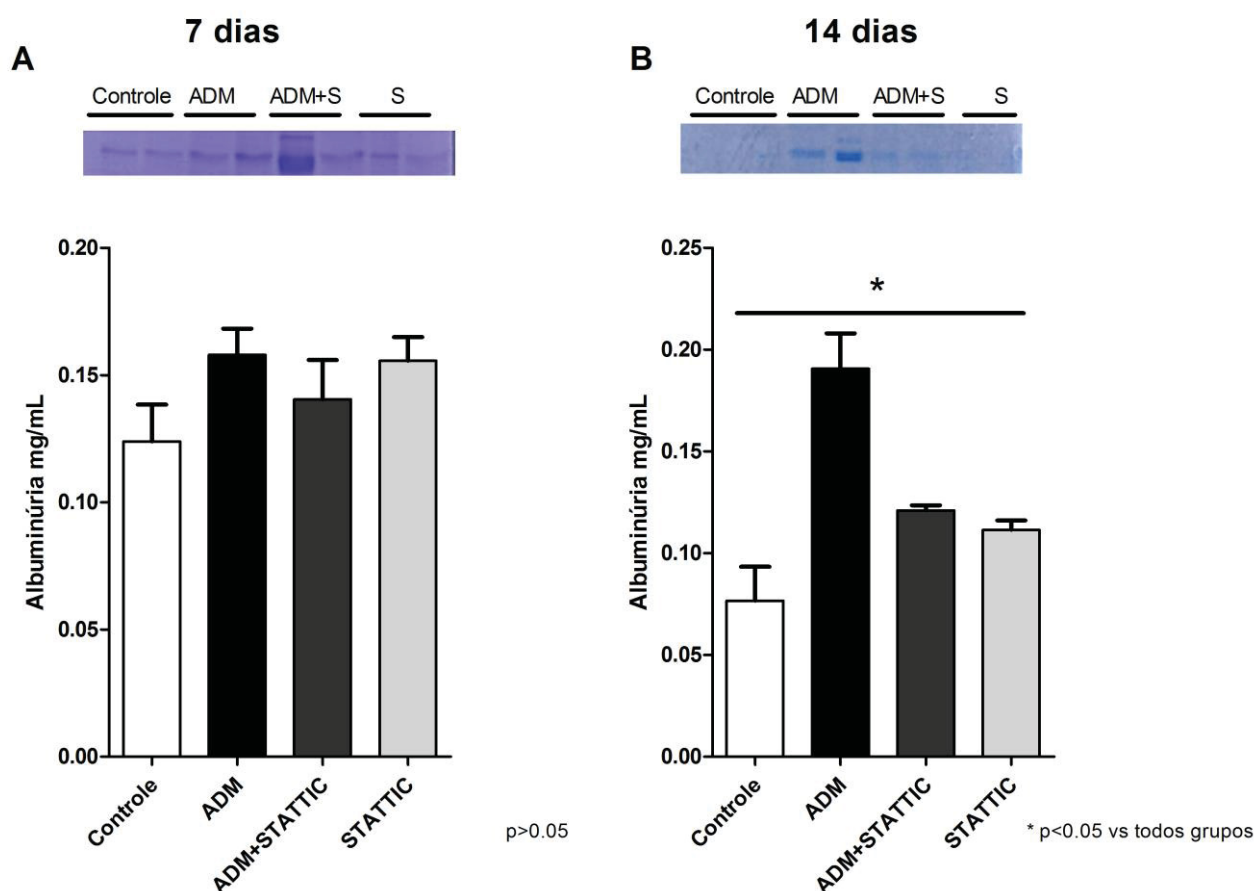 7 dias
A
Controle ADM ADM+S S
0.20
0.15
0.10
0.05
0.00
Albuminúria mg/mL
Controle
ADM
ADM+STATTIC
STATTIC
p>0.05
14 dias
B
Controle ADM ADM+S S
0.25
*
0.20
0.15
0.10
0.05
0.00
Albuminúria mg/mL
Controle
ADM
ADM+STATTIC
STATTIC
* p<0.05 vs todos grupos